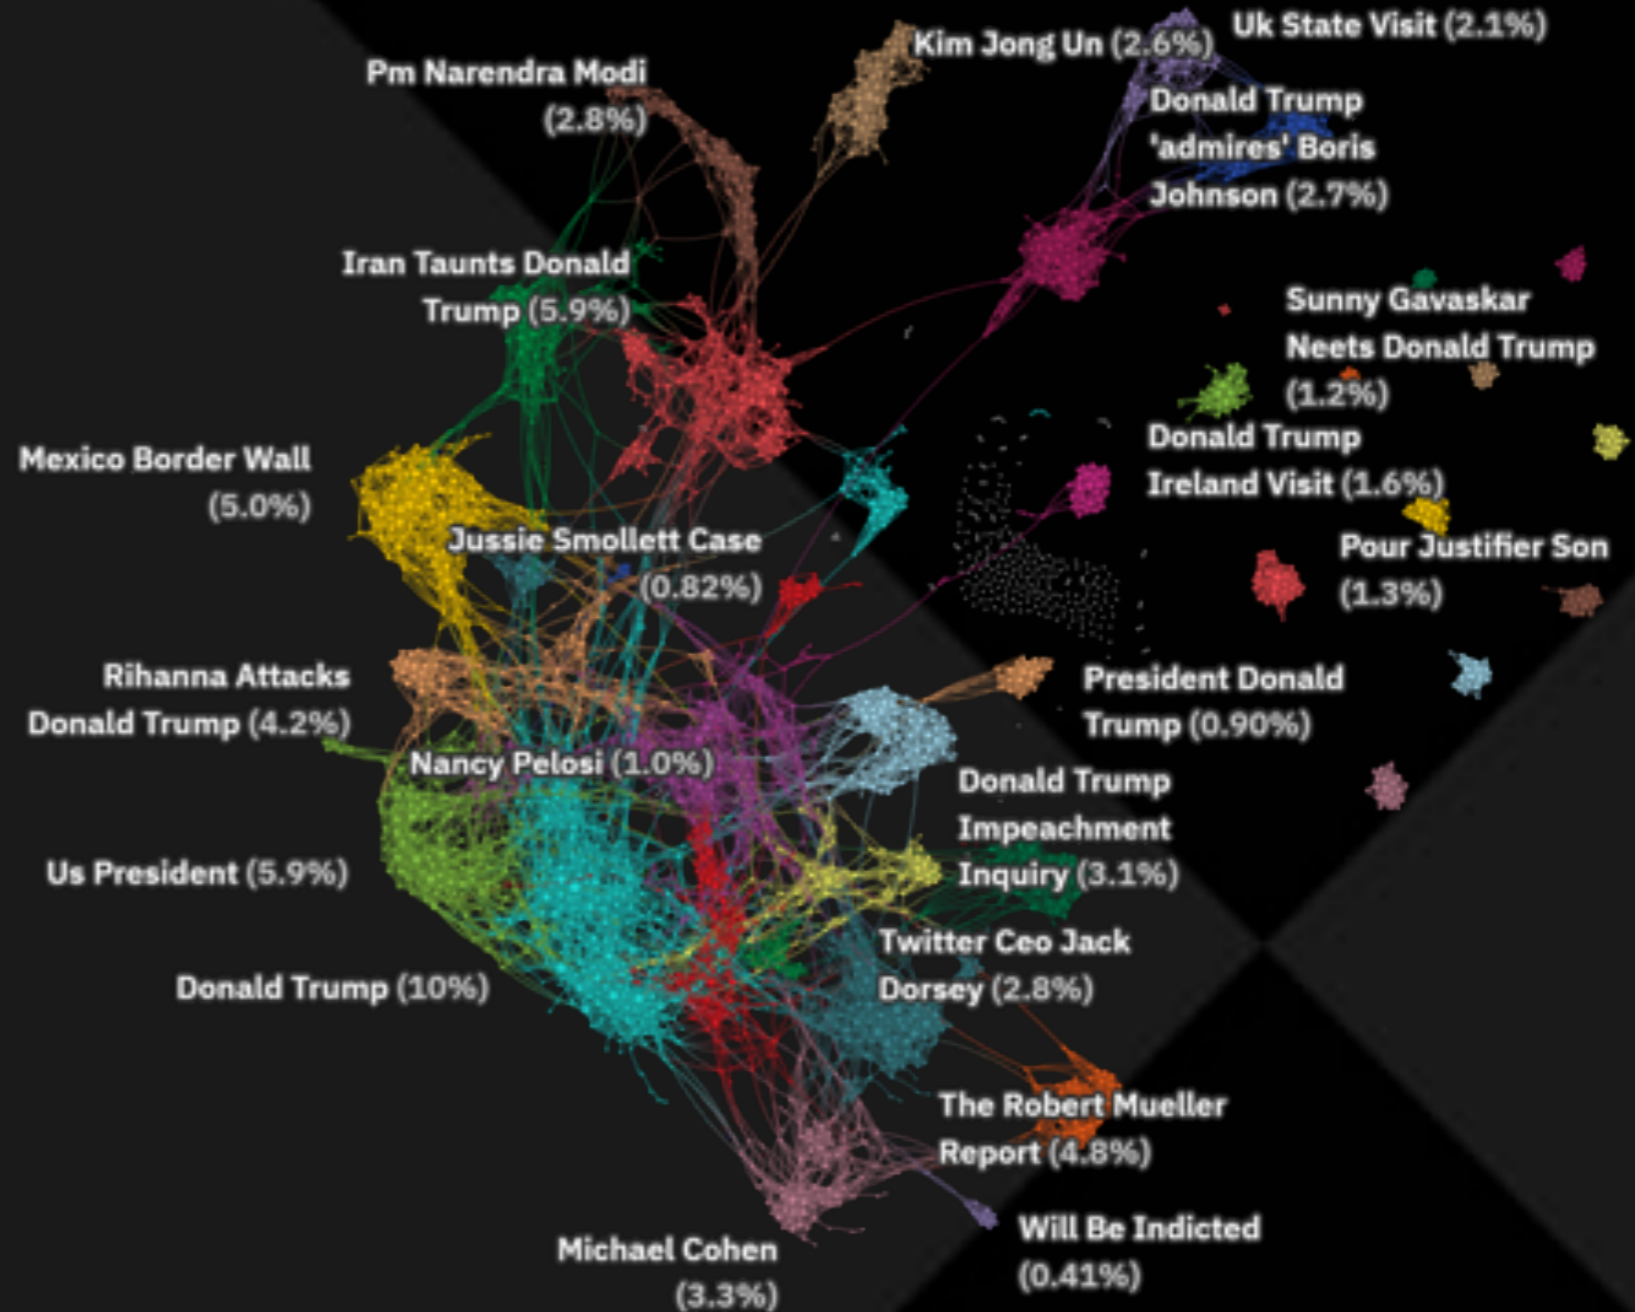 Uk State Visit (2.1%)
Kim Jong Un (2.6%)
Pm Narendra Modi
(2.8%)
Donald Trump
'admires' Boris
Johnson (2.7%)
Iran Taunts Donald
Trump (5.9%)
Sunny Gavaskar
Neets Donald Trump
(1.2%)
Donald Trump
Ireland Visit (1.6%)
Mexico Border Wall
(5.0%)
Jussie Smollett Case
(0.82%)
Pour Justifier Son
(1.3%)
Rihanna Attacks
Donald Trump (4.2%)
President Donald
Trump (0.90%)
Nancy Pelosi (1.0%)
Donald Trump
Impeachment
Inquiry (3.1%)
Us President (5.9%)
Twitter Ceo Jack
Dorsey (2.8%)
Donald Trump (10%)
The Robert Mueller
Report (4.8%)
Will Be Indicted
(0.41%)
Michael Cohen
(3.3%)